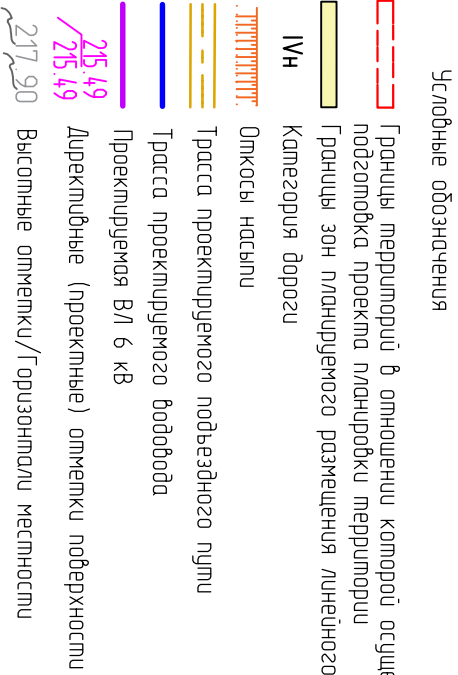 Условные обозначения
Границы территорий в отношении которой осуще
подготовка проекта планировки территории
Границы зон планируемого размещения линейного
IVн Категория дороги
Откосы насыпи
Трасса проектируемого подъездного пути
Трасса проектируемого водовода
Проектируемая ВЛ 6 кВ
215.49
215.49 Директивные (проектные) отметки поверхности
217.90 Высотные отметки/Горизонтали местности